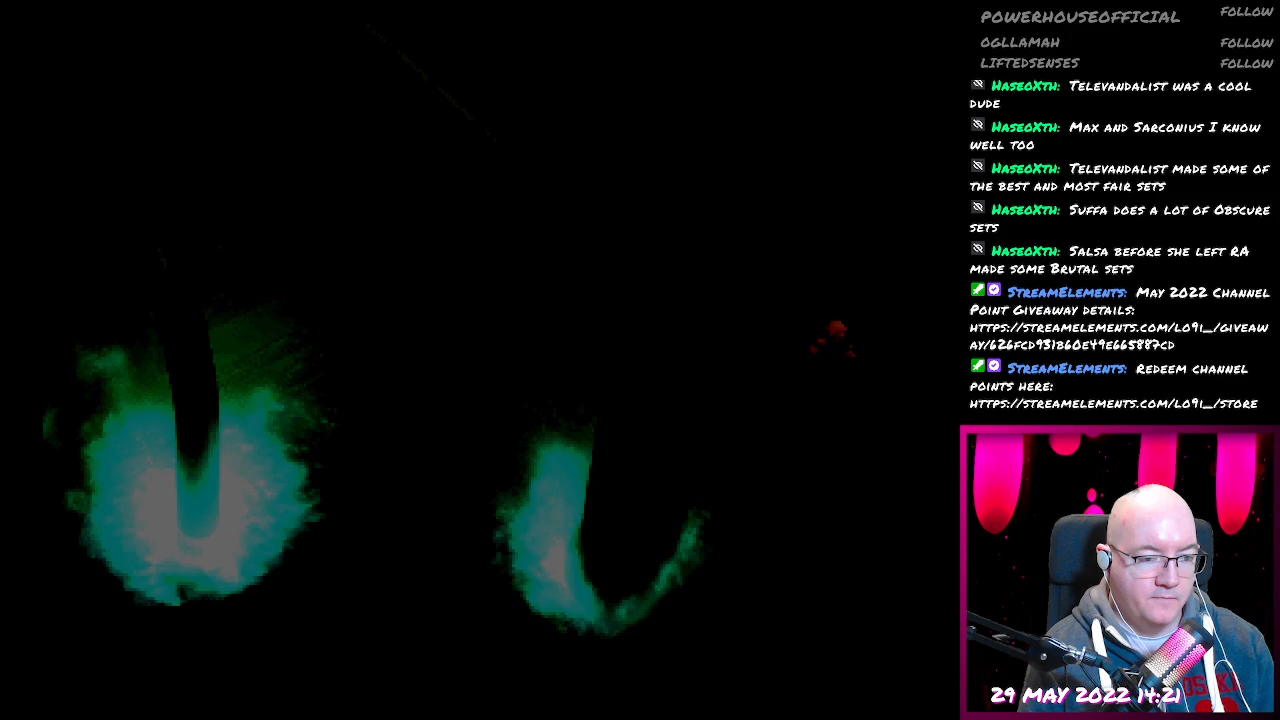 POWERHOUSEOFFICIAL FOLLOW
OGLLAMAH FOLLOW
LIFTEDSENSES FOLLOW
HaseoXth: Televandalist was a cool
dude
HaseoXth: Max and Sarconius I know
well too
HaseoXth: Televandalist made some of
the best and most fair sets
HaseoXth: Suffa does a lot of Obscure
sets
HaseoXth: Salsa before she left RA
made some Brutal sets
StreamElements: May 2022 Channel
Point Giveaway details:
https://streamelements.com/lo9i_/giveaw
ay/626fcd931b60e49e665887cd
StreamElements: Redeem channel
points here:
https://streamelements.com/lo9i_/store
29 MAY 2022 14:21